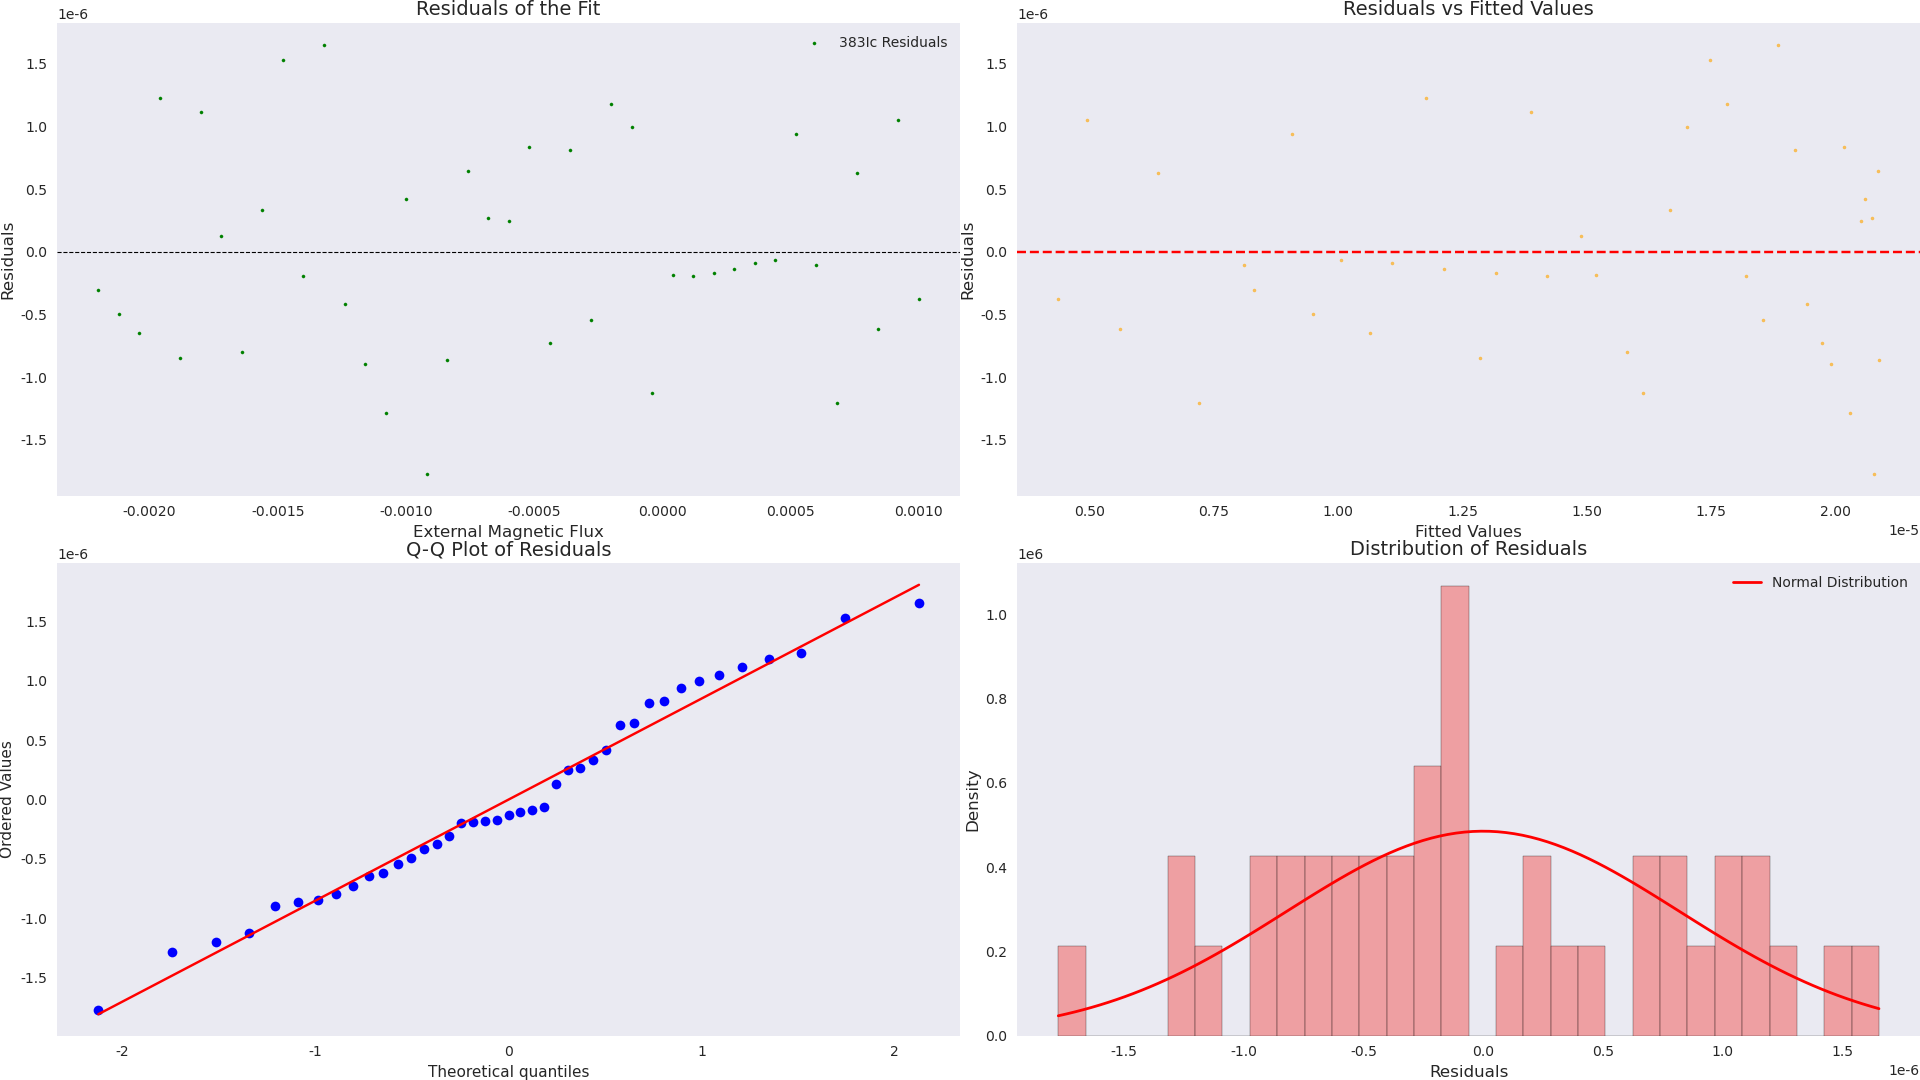 Residuals of the Fit
1e-6
383Ic Residuals
1.5
1.0
0.5
0.0
-0.5
-1.0
-1.5
Residuals
-0.0020 -0.0015 -0.0010 -0.0005 0.0000 0.0005 0.0010
External Magnetic Flux
Residuals vs Fitted Values
1e-6
1.5
1.0
0.5
0.0
-0.5
-1.0
-1.5
Residuals
0.50 0.75 1.00 1.25 1.50 1.75 2.00
Fitted Values
1e-5
Q-Q Plot of Residuals
1e-6
1.5
1.0
0.5
0.0
-0.5
-1.0
-1.5
Ordered Values
-2 -1 0 1 2
Theoretical quantiles
Distribution of Residuals
1e6
Normal Distribution
1.0
0.8
0.6
0.4
0.2
0.0
Density
-1.5 -1.0 -0.5 0.0 0.5 1.0 1.5
Residuals
1e-6